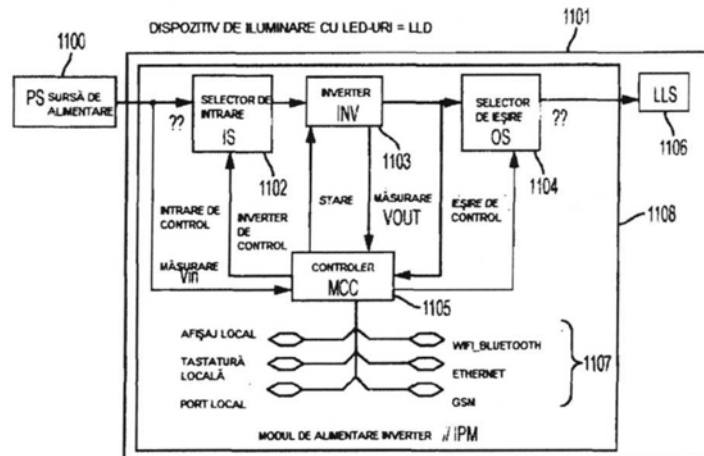 DISPOZITIV DE ILUMINARE CU LED-URI = LLD
1100
1101
PS SURSĂ DE
ALIMENTARE
??
SELECTOR DE
INTRARE
IS
1102
INVERTER
INV
1103
SELECTOR
DE IEȘIRE
OS
1104
??
LLS
1106
1108
INTRARE DE
CONTROL
INVERTER
DE
CONTROL
STARE
MĂSURARE
VOUT
IEȘIRE DE
CONTROL
MĂSURARE
Vin
CONTROLER
MCC
1105
AFIȘAJ LOCAL
WIFI_BLUETOOTH
TASTATURĂ
LOCALĂ
ETHERNET
1107
PORT LOCAL
GSM
MODUL DE ALIMENTARE INVERTER // IPM